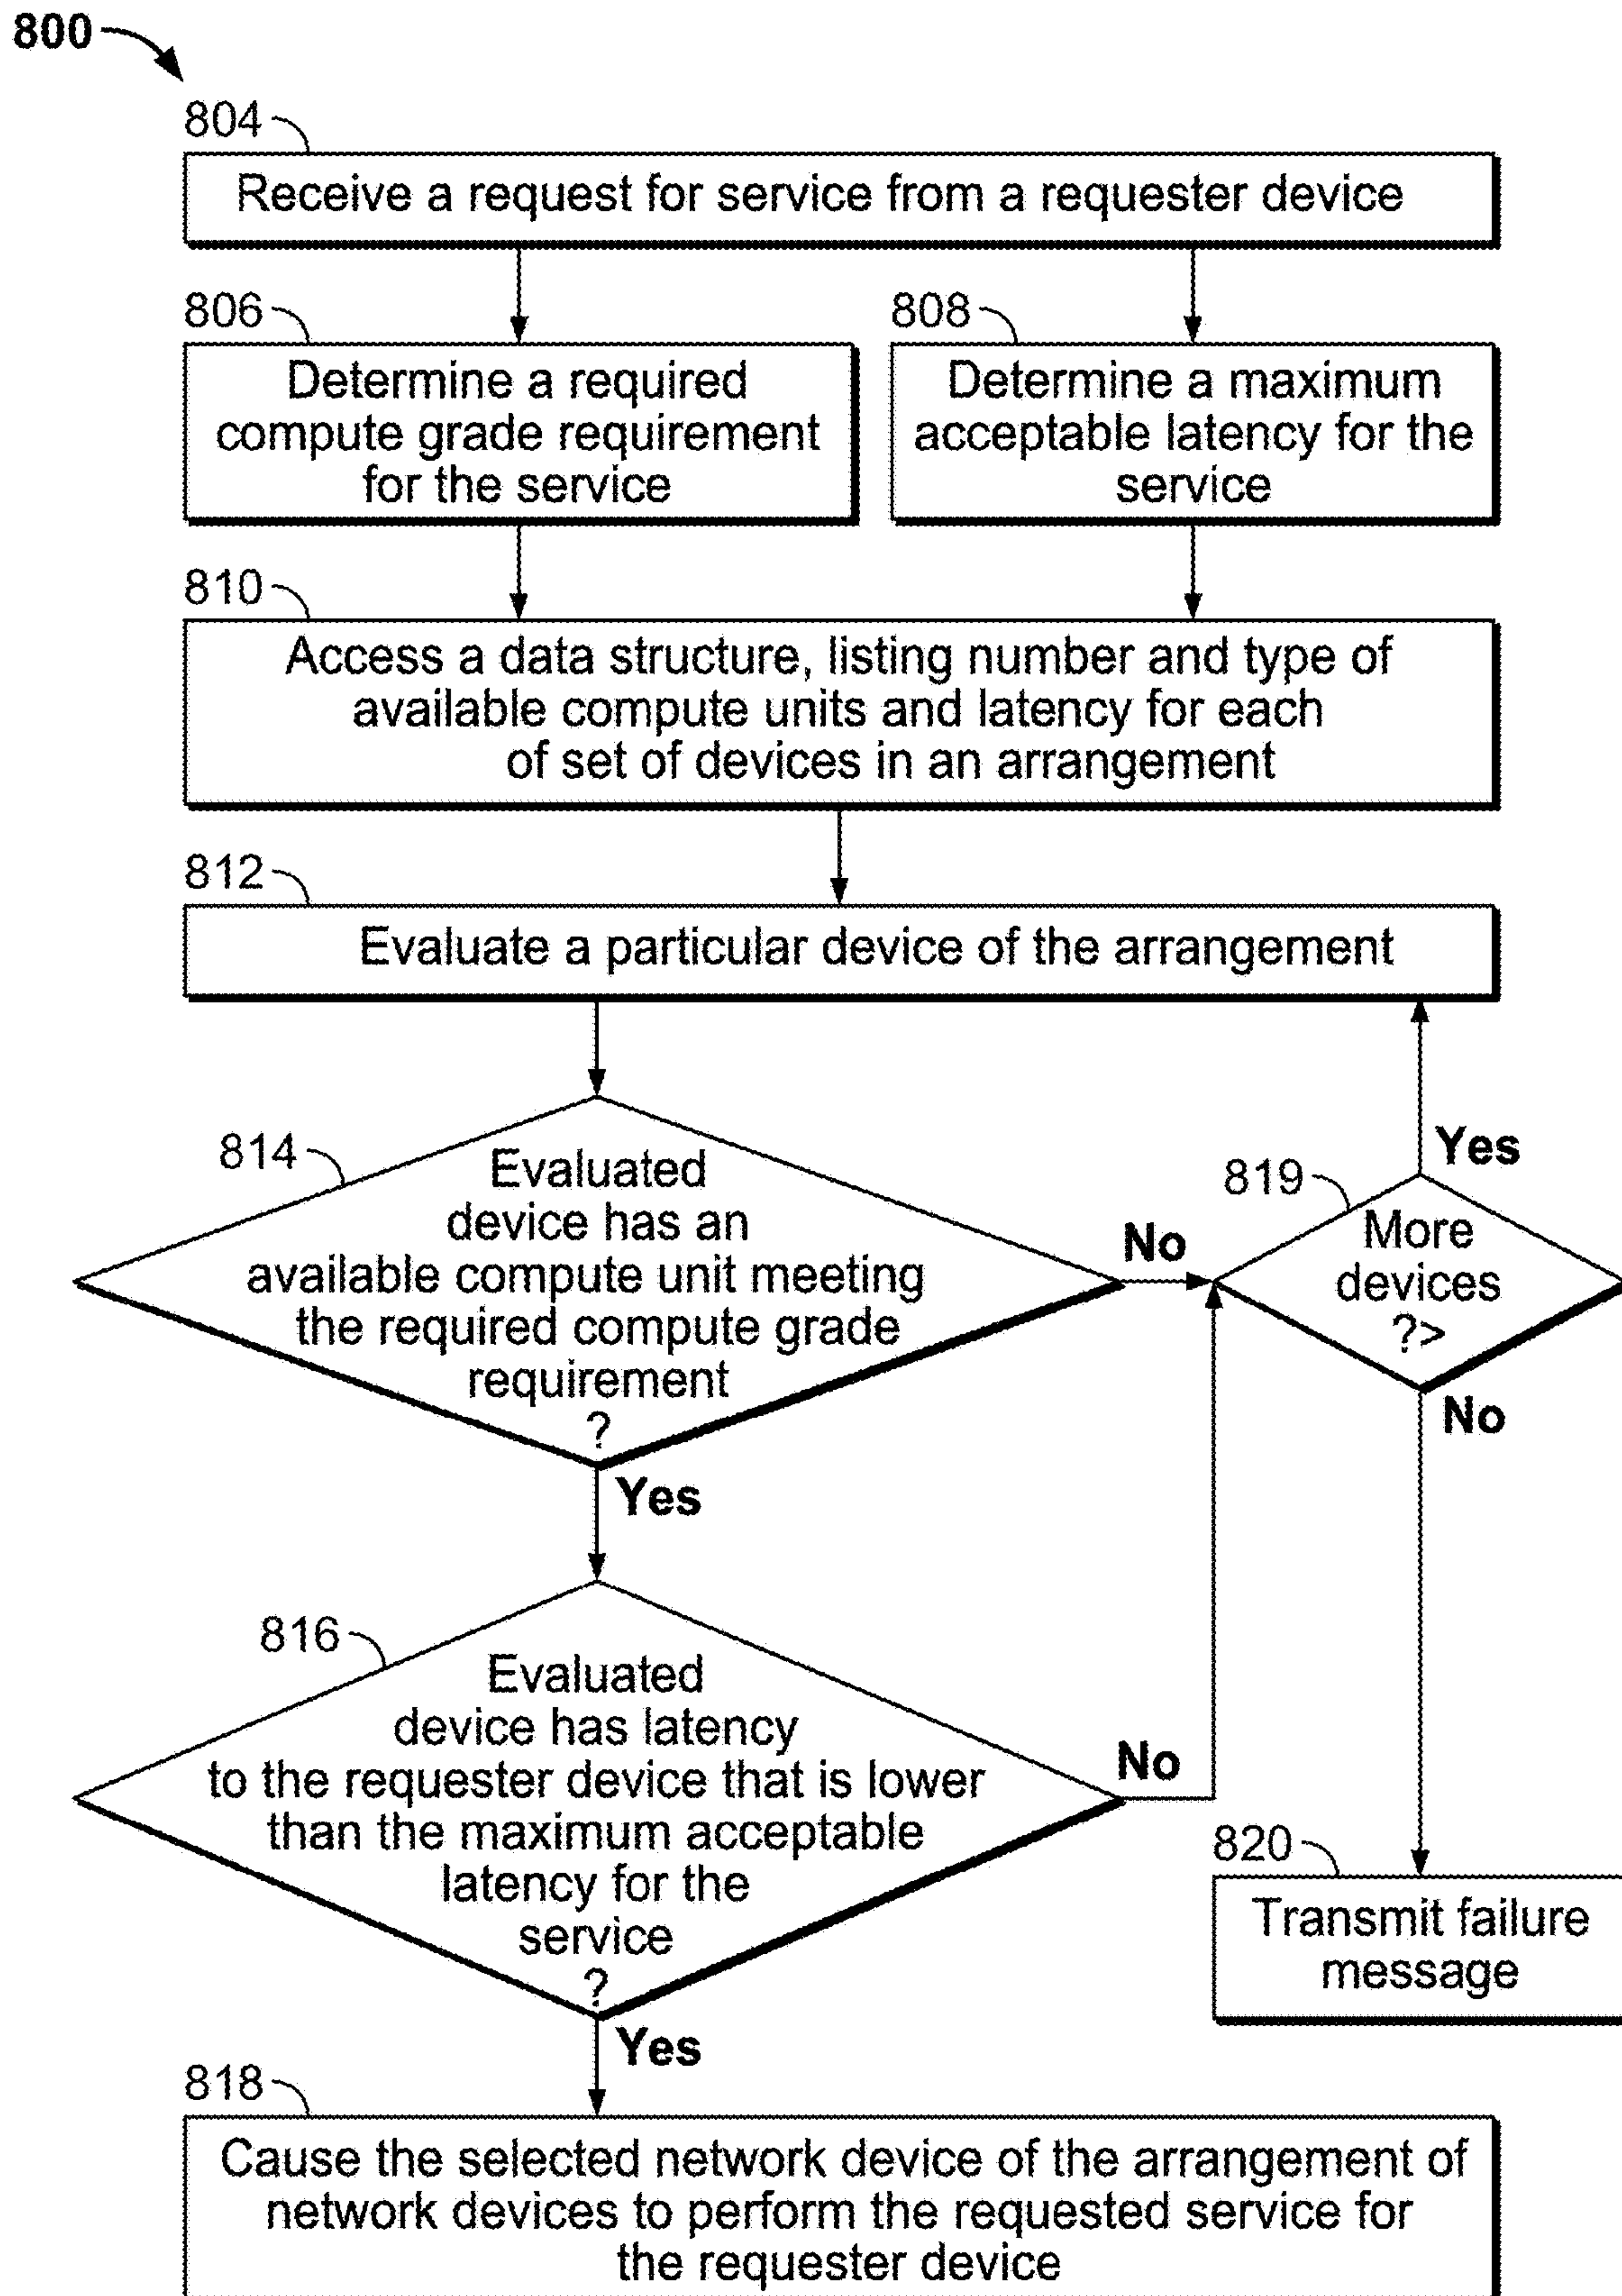 800
804
Receive a request for service from a requester device
806
Determine a required
compute grade requirement
for the service
808
Determine a maximum
acceptable latency for the
service
810
Access a data structure, listing number and type of
available compute units and latency for each
of set of devices in an arrangement
812
Evaluate a particular device of the arrangement
814
Evaluated
device has an
available compute unit meeting
the required compute grade
requirement
?
No
Yes
819
More
devices
?>
Yes
No
816
Evaluated
device has latency
to the requester device that is lower
than the maximum acceptable
latency for the
service
?
No
Yes
820
Transmit failure
message
818
Cause the selected network device of the arrangement of
network devices to perform the requested service for
the requester device